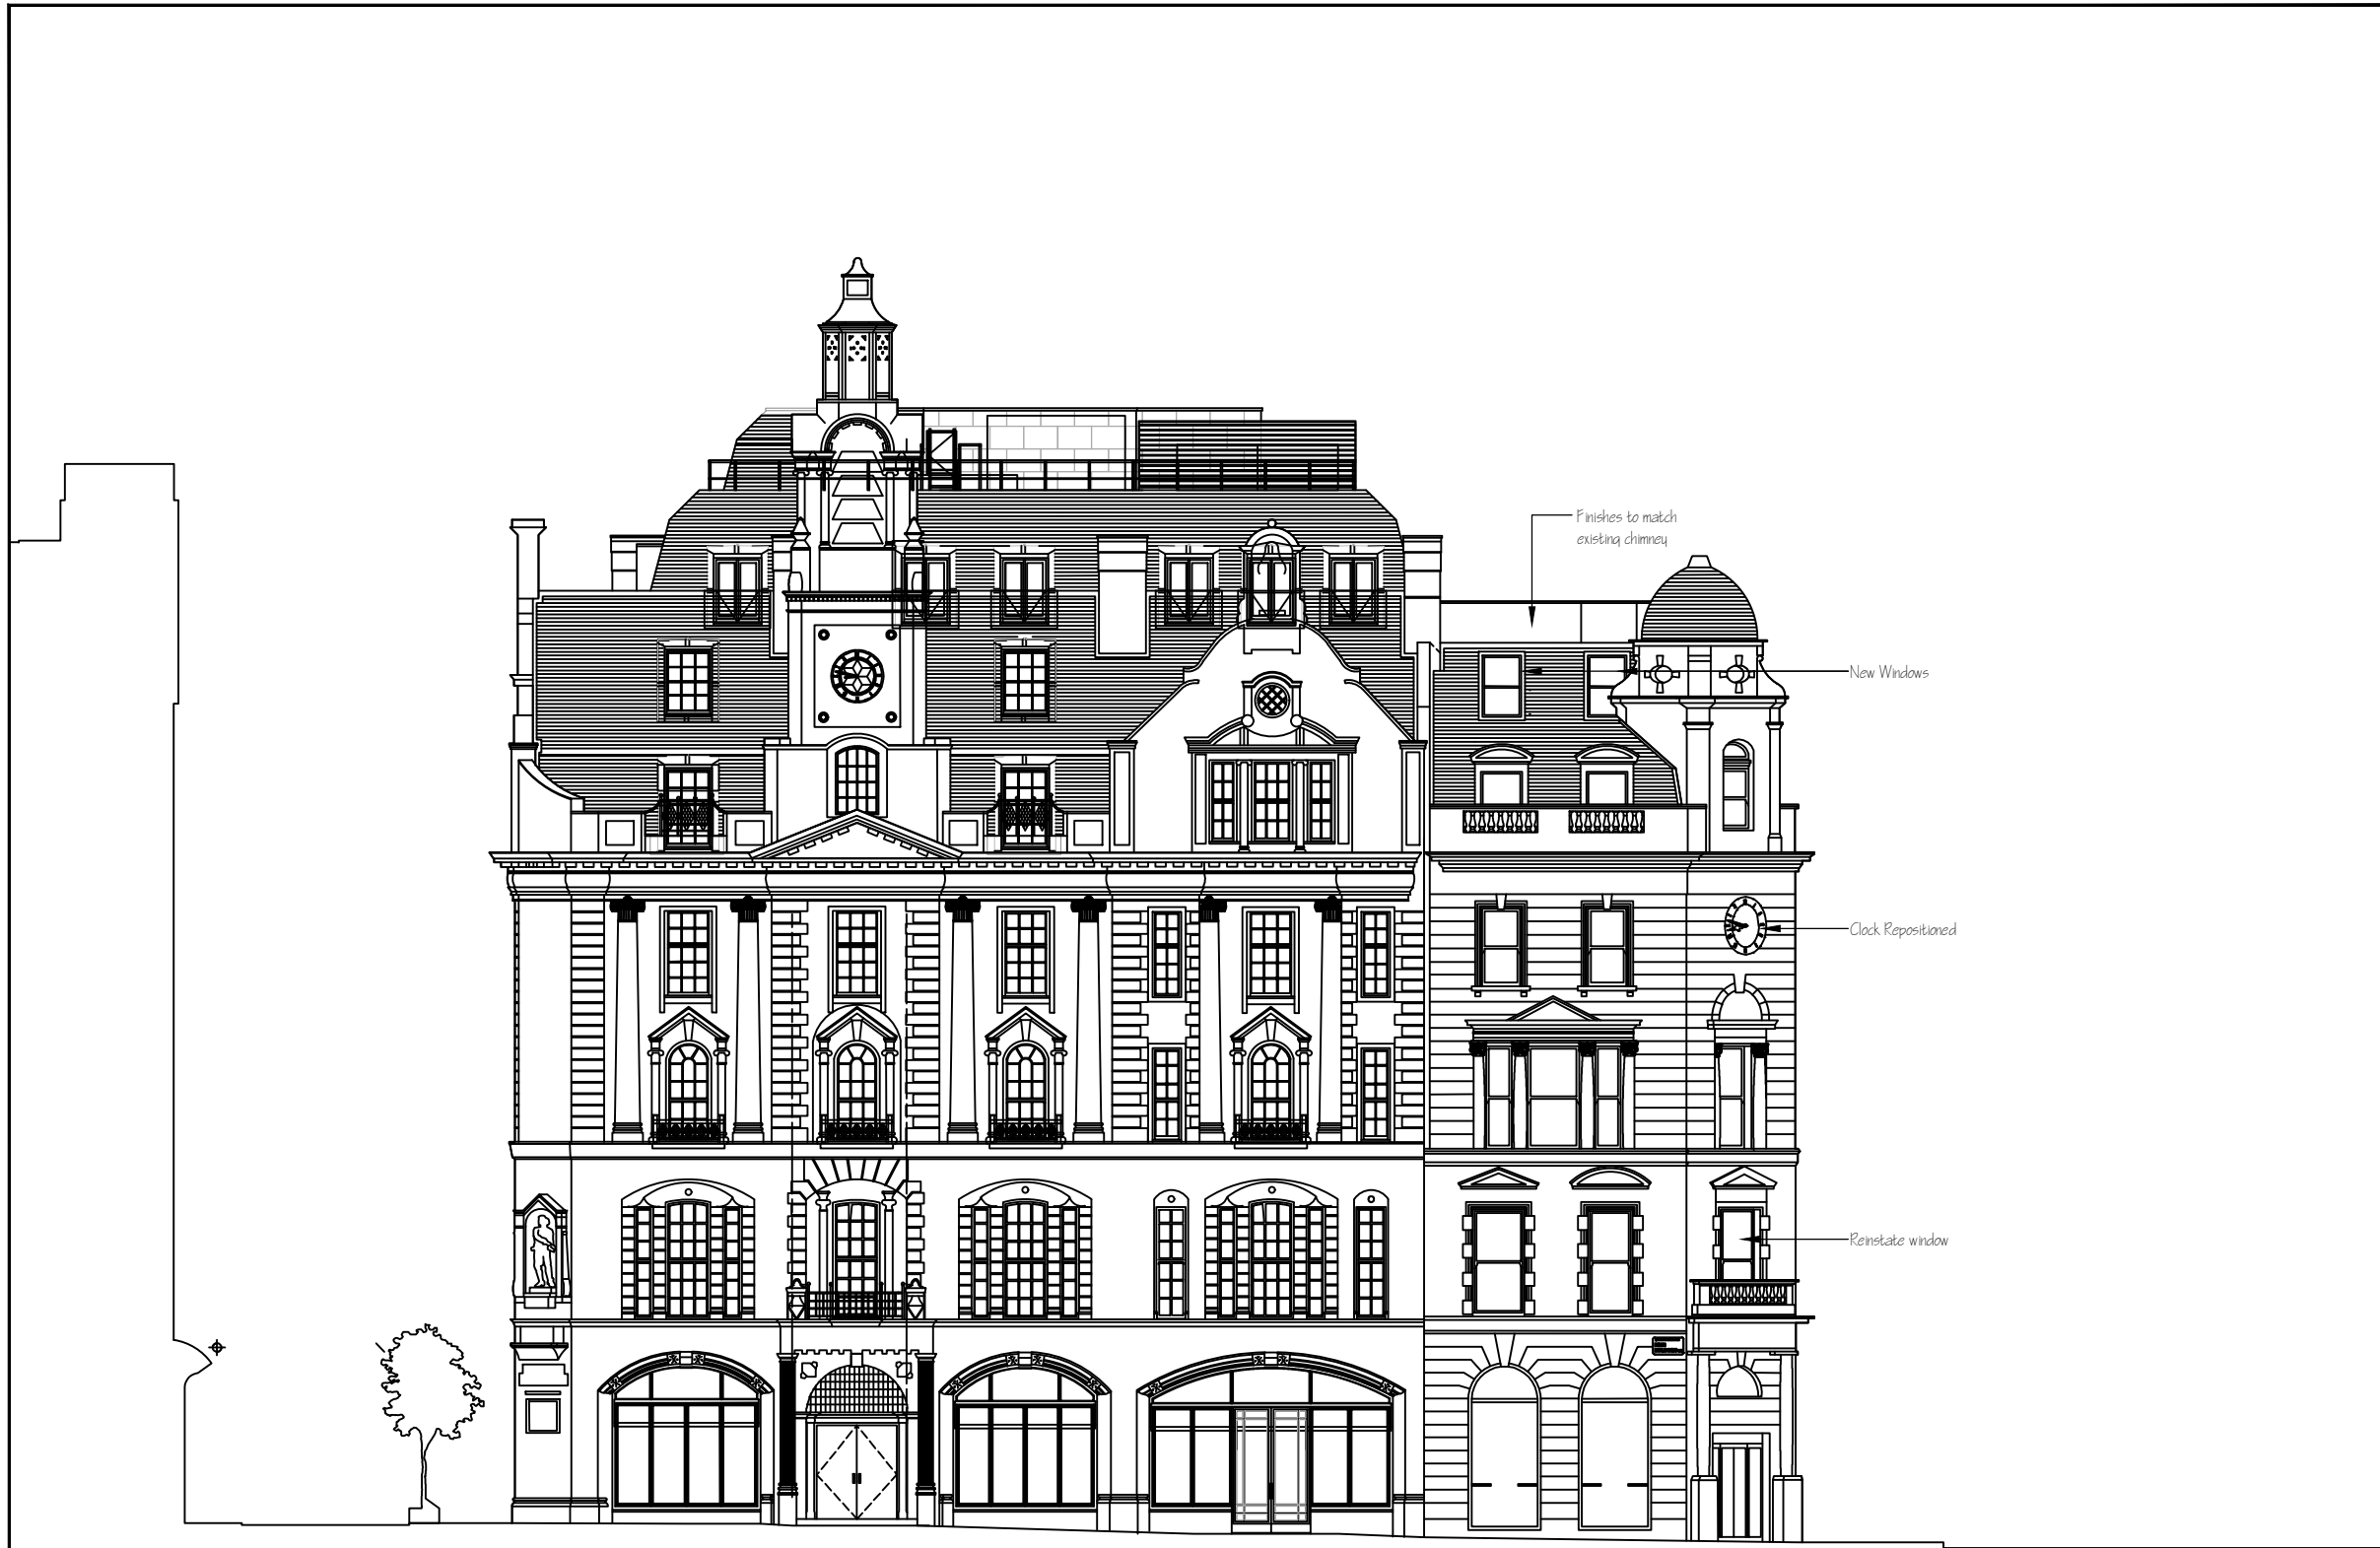 Finishes to match
existing chimney
New Windows
Clock Repositioned
Reinstate window